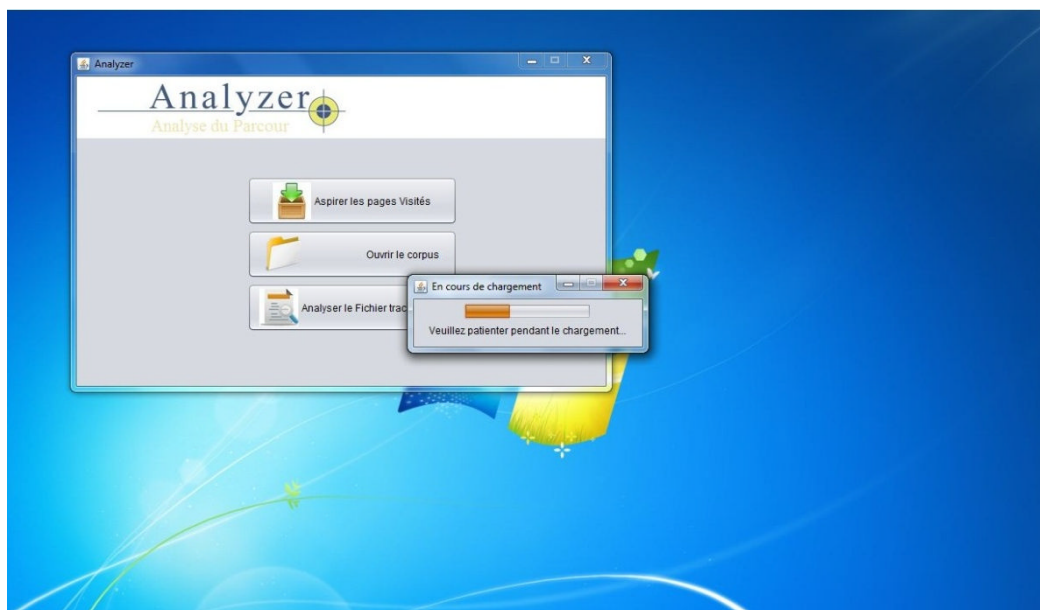 Analyzer
Analyzer
Analyse du Parcour
Aspirer les pages Visités
Ouvrir le corpus
En cours de chargement
Analyser le Fichier
Veuillez patienter pendant le chargement...